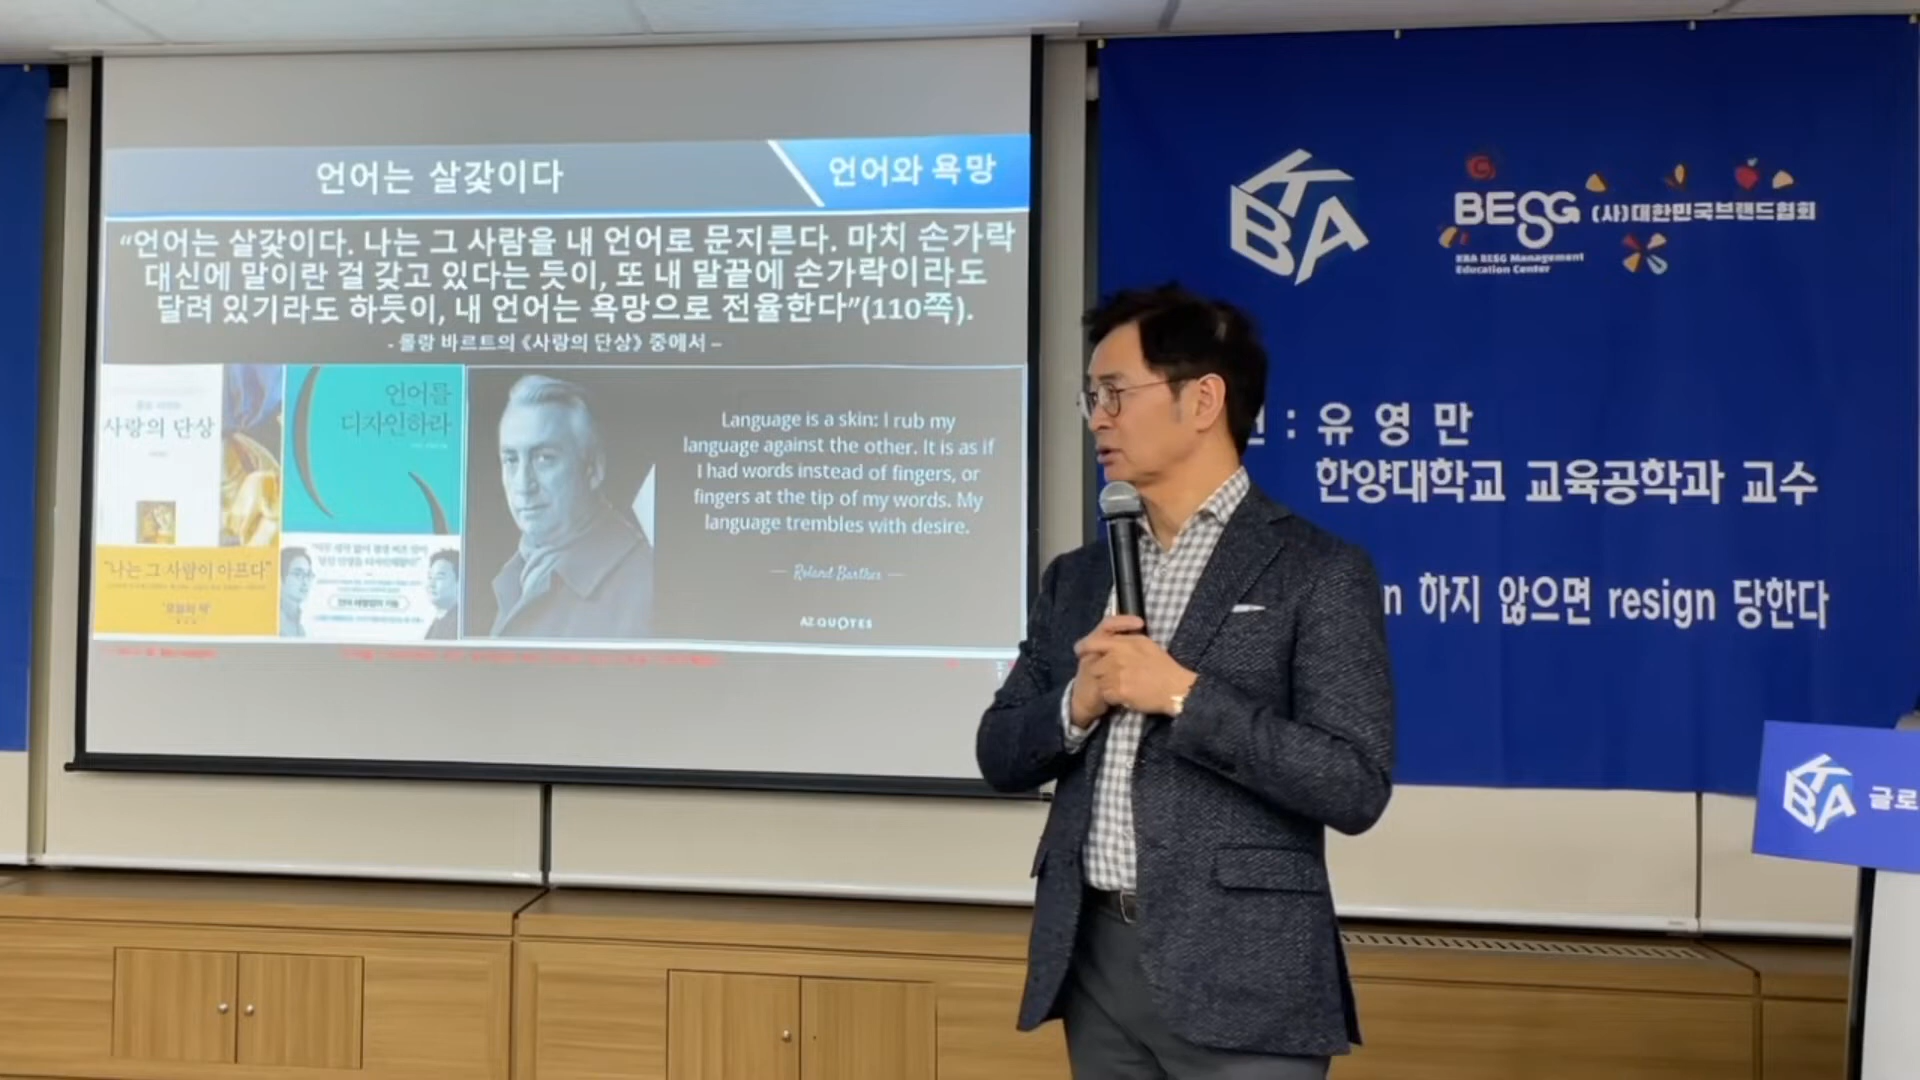 언어는 살갗이다
언어와 욕망
“언어는 살갗이다. 나는 그 사람을 내 언어로 문지른다. 마치 손가락
대신에 말이란 걸 갖고 있다는 듯이, 또 내 말끝에 손가락이라도
달려 있기라도 하듯이, 내 언어는 욕망으로 전율한다”(110쪽).
- 롤랑 바르트의 《사랑의 단상》 중에서 –
사랑의 단상
"나는 그 사람이 아프다"
언어를
디자인하라
Language is a skin: I rub my
language against the other. It is as if
I had words instead of fingers, or
fingers at the tip of my words. My
language trembles with desire.
Roland Barthes
AZ QUOTES
KBA
BESG
KBA BESG Management
Education Center
(사)대한민국브랜드협회
: 유 영 만
한양대학교 교육공학과 교수
하지 않으면 resign 당한다
KBA 글로